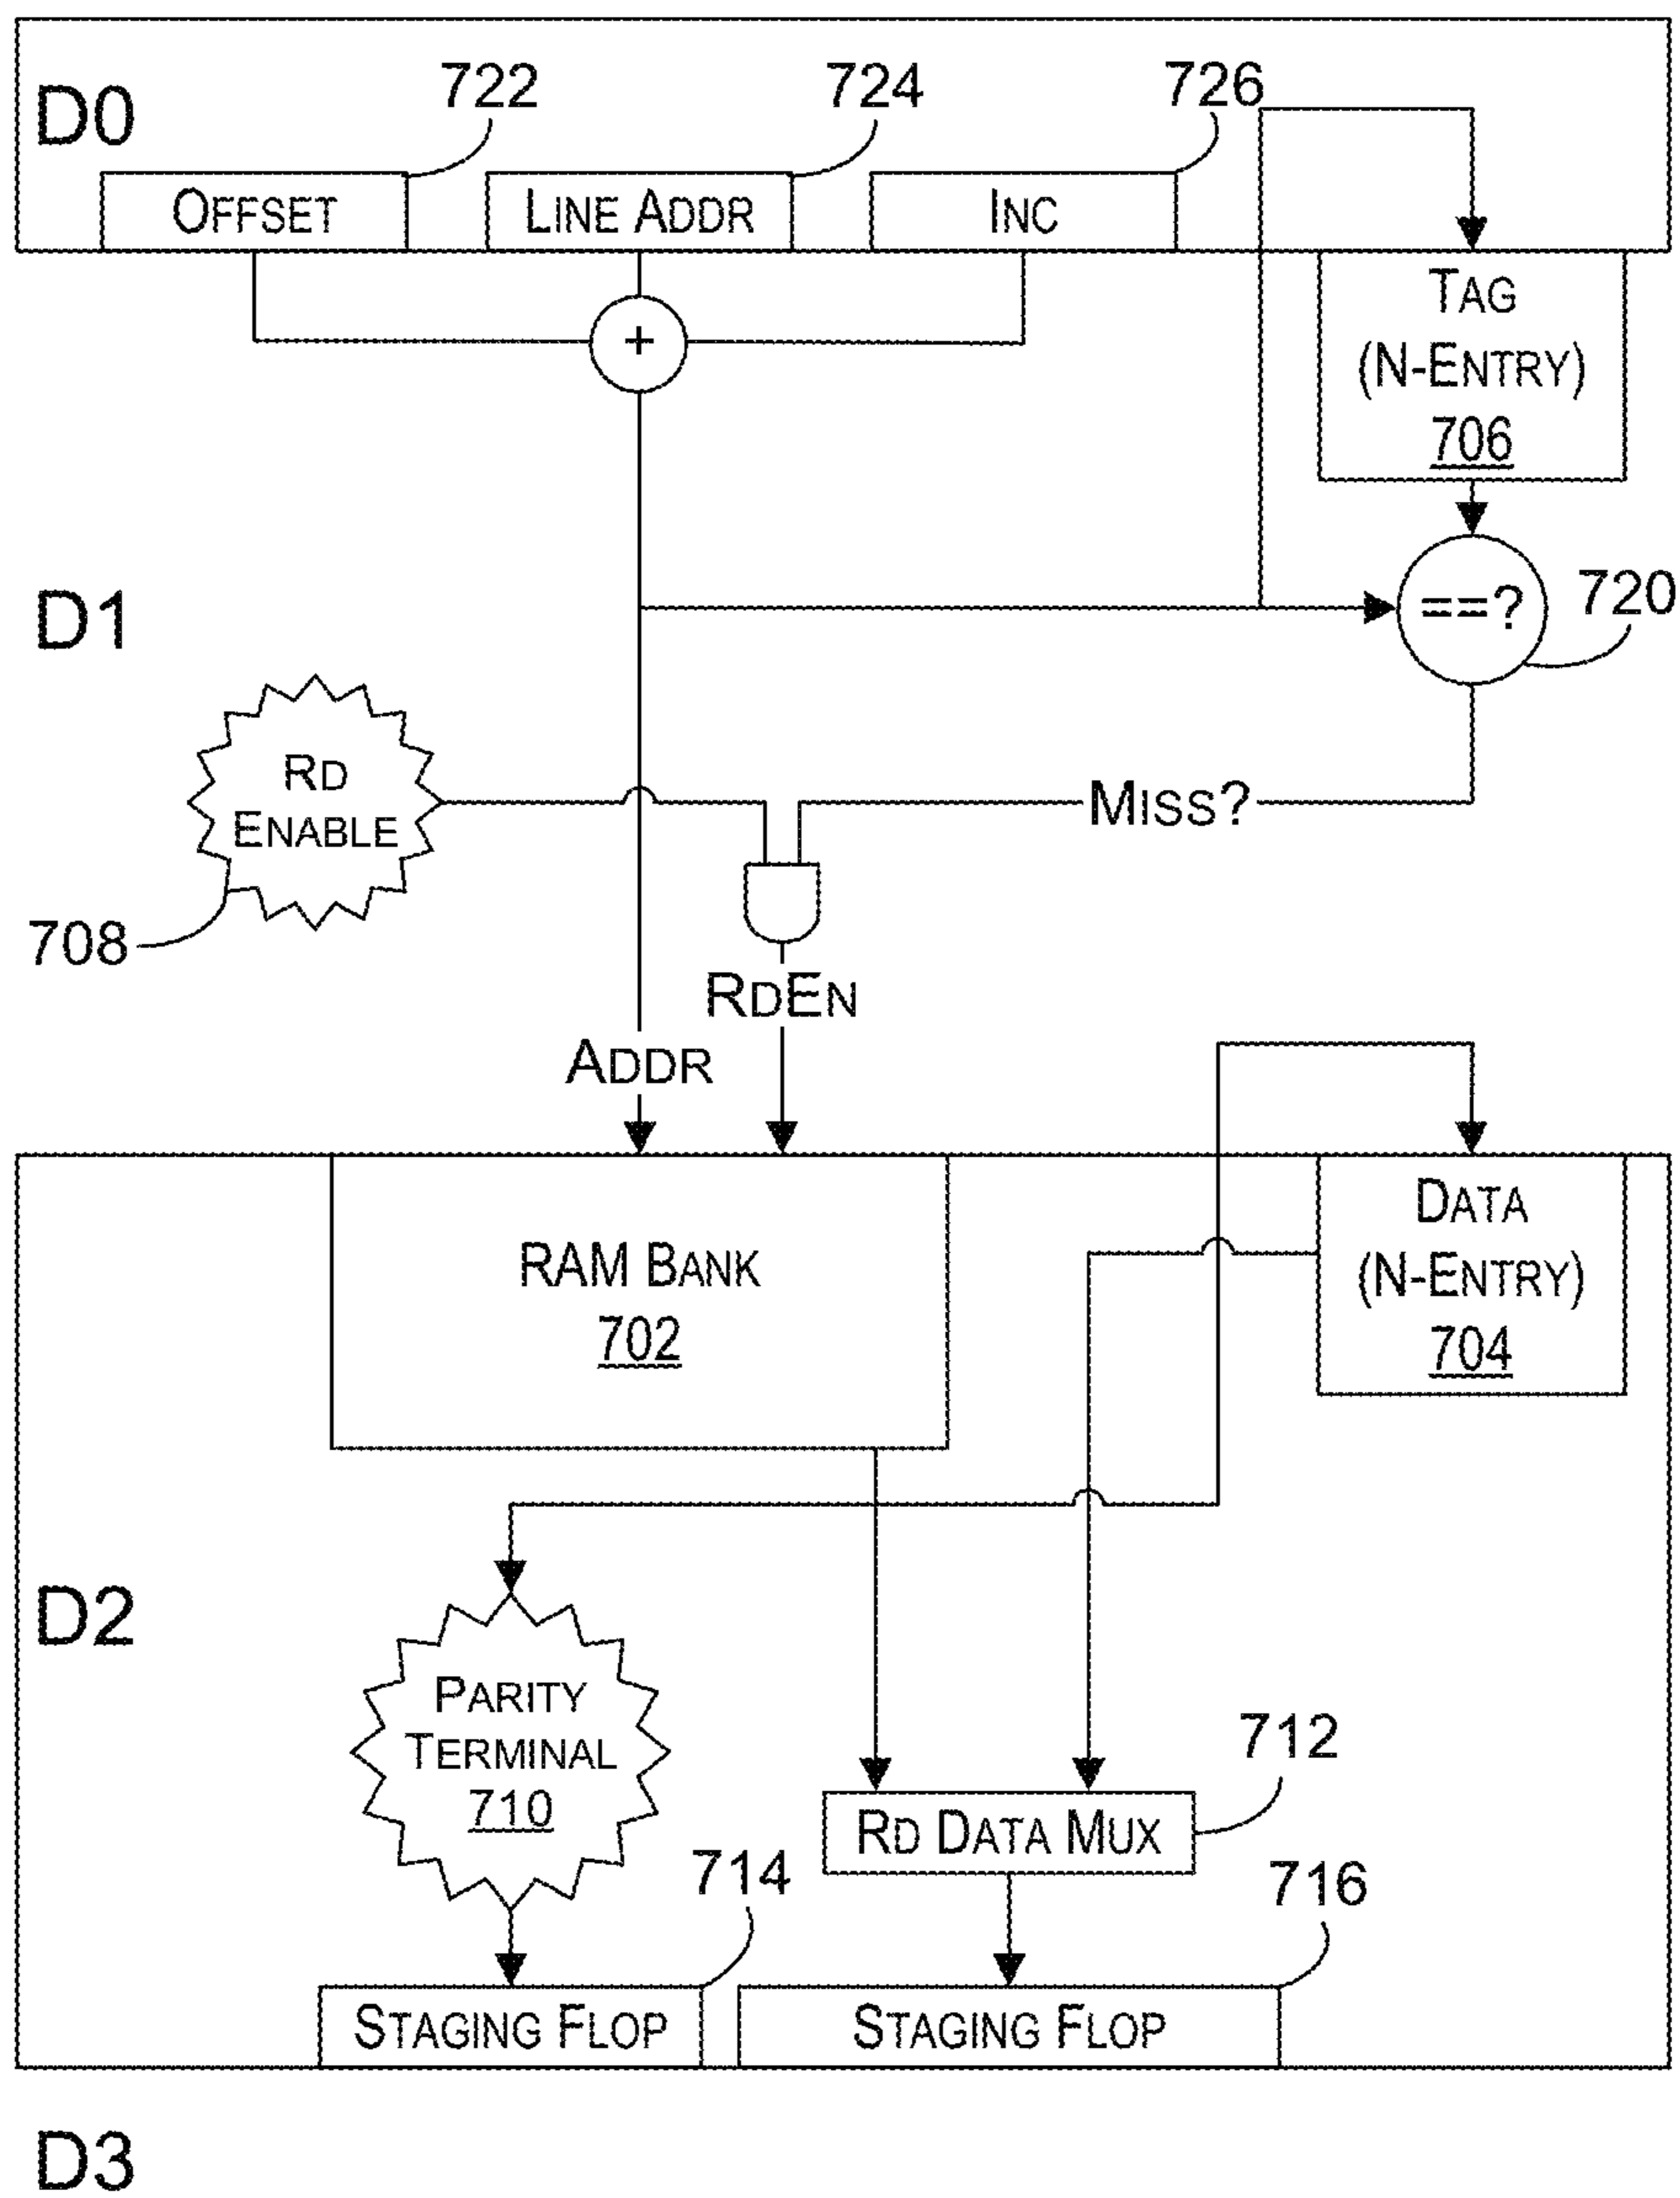 D0
722
724
726
OFFSET
LINE ADDR
INC
TAG
(N-ENTRY)
706
+
D1
==?
720
RD
ENABLE
708
MISS?
RDEN
ADDR
RAM BANK
702
DATA
(N-ENTRY)
704
D2
PARITY
TERMINAL
710
712
RD DATA MUX
714
716
STAGING FLOP
STAGING FLOP
D3